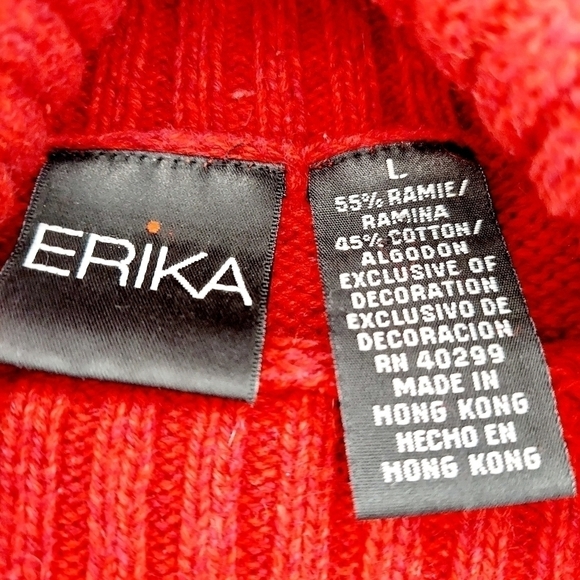 ERIKA
L
55% RAMIE/
RAMINA
45% COTTON/
ALGODON
EXCLUSIVE OF
DECORATION
EXCLUSIVO DE
DECORACION
RN 40299
MADE IN
HONG KONG
HECHO EN
HONG KONG